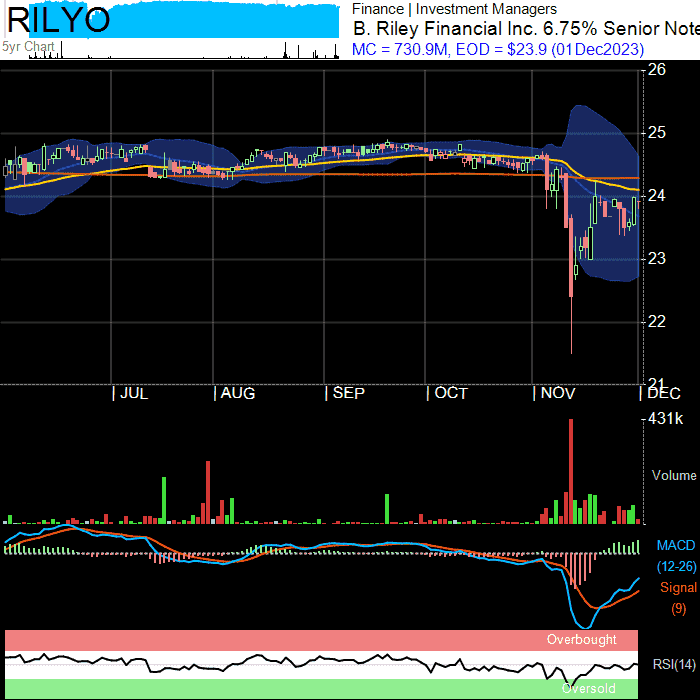 RILYO
5yr Chart
Finance | Investment Managers
B. Riley Financial Inc. 6.75% Senior Note
MC = 730.9M, EOD = $23.9 (01Dec2023)
26
25
24
23
22
21
JUL AUG SEP OCT NOV DEC
431k
Volume
MACD
(12-26)
Signal
(9)
Overbought
RSI(14)
Oversold